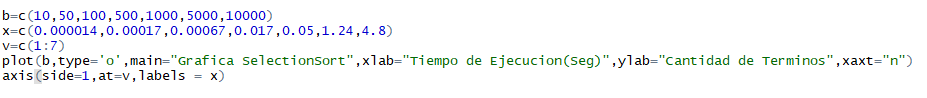 b=c(10,50,100,500,1000,5000,10000)
x=c(0.000014,0.00017,0.00067,0.017,0.05,1.24,4.8)
v=c(1:7)
plot(b,type='o',main="Grafica SelectionSort",xlab="Tiempo de Ejecucion(Seg)",ylab="Cantidad de Terminos",xaxt="n")
axis(side=1,at=v,labels = x)